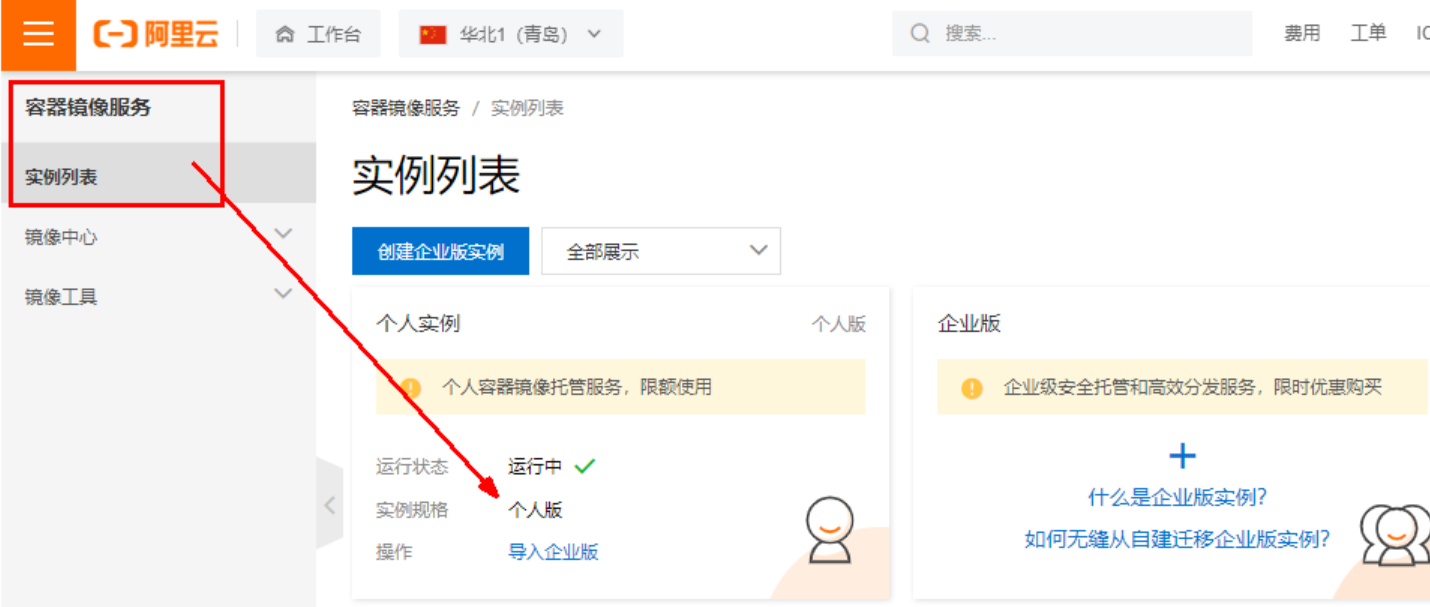 阿里云 工作台 华北1（青岛） 搜索... 费用 工单
容器镜像服务
实例列表
镜像中心
镜像工具
容器镜像服务 / 实例列表
实例列表
创建企业版实例 全部展示
个人实例 个人版
个人容器镜像托管服务，限额使用
运行状态 运行中
实例规格 个人版
操作 导入企业版
企业版
企业级安全托管和高效分发服务，限时优惠购买
什么是企业版实例?
如何无缝从自建迁移企业版实例?